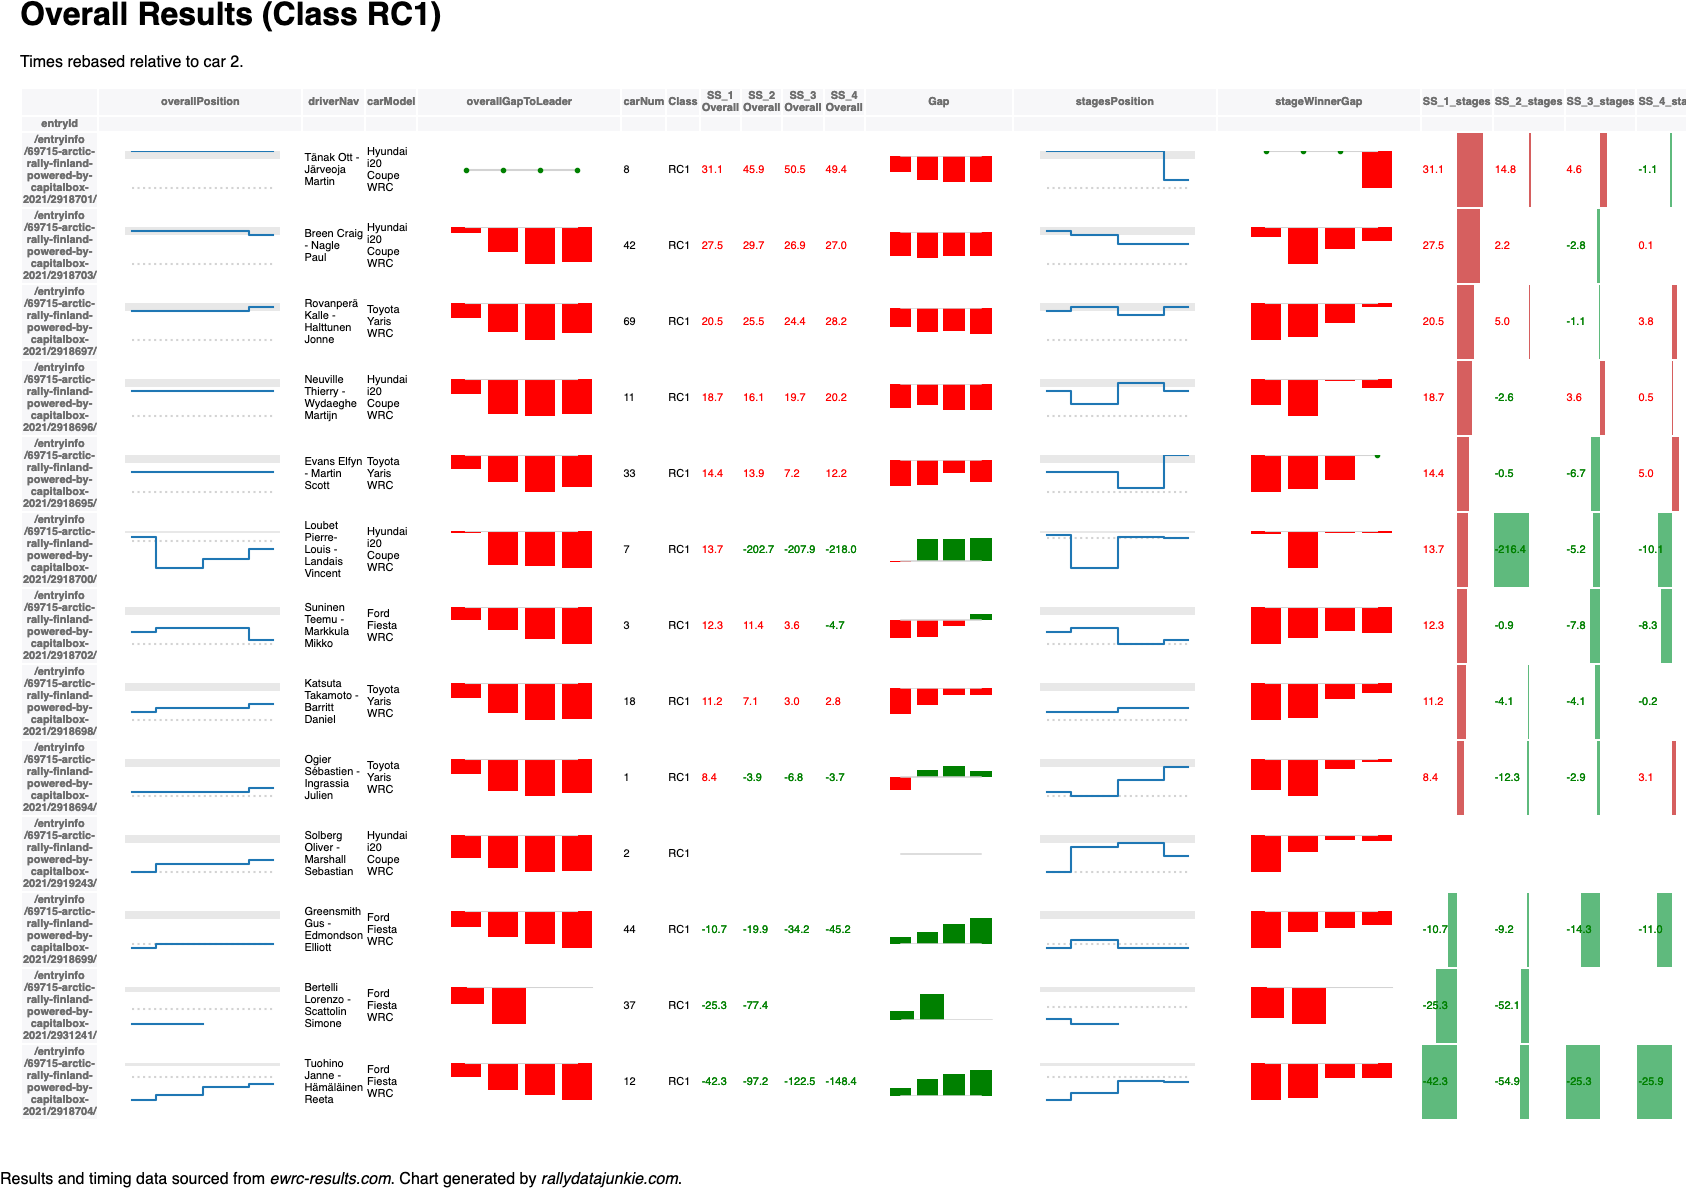 Overall Results (Class RC1)
Times rebased relative to car 2.
overallPosition driverNav carModel overallGapToLeader carNum Class SS_1 Overall SS_2 Overall SS_3 Overall SS_4 Overall Gap stagesPosition stageWinnerGap SS_1_stages SS_2_stages SS_3_stages SS_4_sta
entryId
/entryinfo/69715-arctic-rally-finland-powered-by-capitalbox-2021/2918701/ Tänak Ott - Järveoja Martin Hyundai i20 Coupe WRC 8 RC1 31.1 45.9 50.5 49.4 31.1 14.8 4.6 -1.1
/entryinfo/69715-arctic-rally-finland-powered-by-capitalbox-2021/2918703/ Breen Craig - Nagle Paul Hyundai i20 Coupe WRC 42 RC1 27.5 29.7 26.9 27.0 27.5 2.2 -2.8 0.1
/entryinfo/69715-arctic-rally-finland-powered-by-capitalbox-2021/2918697/ Rovanperä Kalle - Halttunen Jonne Toyota Yaris WRC 69 RC1 20.5 25.5 24.4 28.2 20.5 5.0 -1.1 3.8
/entryinfo/69715-arctic-rally-finland-powered-by-capitalbox-2021/2918696/ Neuville Thierry - Wydaeghe Martijn Hyundai i20 Coupe WRC 11 RC1 18.7 16.1 19.7 20.2 18.7 -2.6 3.6 0.5
/entryinfo/69715-arctic-rally-finland-powered-by-capitalbox-2021/2918695/ Evans Elfyn - Martin Scott Toyota Yaris WRC 33 RC1 14.4 13.9 7.2 12.2 14.4 -0.5 -6.7 5.0
/entryinfo/69715-arctic-rally-finland-powered-by-capitalbox-2021/2918700/ Loubet Pierre-Louis - Landais Vincent Hyundai i20 Coupe WRC 7 RC1 13.7 -202.7 -207.9 -218.0 13.7 -216.4 -5.2 -10.1
/entryinfo/69715-arctic-rally-finland-powered-by-capitalbox-2021/2918702/ Suninen Teemu - Markkula Mikko Ford Fiesta WRC 3 RC1 12.3 11.4 3.6 -4.7 12.3 -0.9 -7.8 -8.3
/entryinfo/69715-arctic-rally-finland-powered-by-capitalbox-2021/2918698/ Katsuta Takamoto - Barritt Daniel Toyota Yaris WRC 18 RC1 11.2 7.1 3.0 2.8 11.2 -4.1 -4.1 -0.2
/entryinfo/69715-arctic-rally-finland-powered-by-capitalbox-2021/2918694/ Ogier Sébastien - Ingrassia Julien Toyota Yaris WRC 1 RC1 8.4 -3.9 -6.8 -3.7 8.4 -12.3 -2.9 3.1
/entryinfo/69715-arctic-rally-finland-powered-by-capitalbox-2021/2919243/ Solberg Oliver - Marshall Sebastian Hyundai i20 Coupe WRC 2 RC1
/entryinfo/69715-arctic-rally-finland-powered-by-capitalbox-2021/2918699/ Greensmith Gus - Edmondson Elliott Ford Fiesta WRC 44 RC1 -10.7 -19.9 -34.2 -45.2 -10.7 -9.2 -14.3 -11.0
/entryinfo/69715-arctic-rally-finland-powered-by-capitalbox-2021/2931241/ Bertelli Lorenzo - Scattolin Simone Ford Fiesta WRC 37 RC1 -25.3 -77.4 -25.3 -52.1
/entryinfo/69715-arctic-rally-finland-powered-by-capitalbox-2021/2918704/ Tuohino Janne - Hämäläinen Reeta Ford Fiesta WRC 12 RC1 -42.3 -97.2 -122.5 -148.4 -42.3 -54.9 -25.3 -25.9
Results and timing data sourced from ewrc-results.com. Chart generated by rallydatajunkie.com.